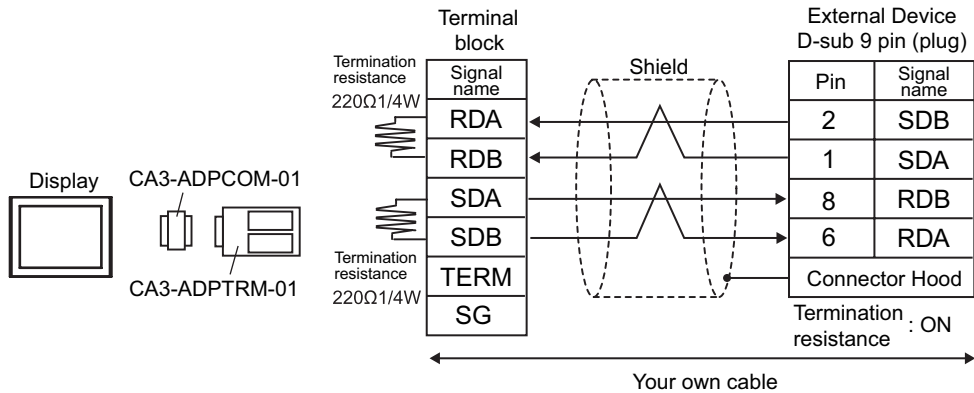 Display
CA3-ADPCOM-01
CA3-ADPTRM-01
Termination
resistance
220Ω1/4W
Termination
resistance
220Ω1/4W
Terminal
block
Signal
name
RDA
RDB
SDA
SDB
TERM
SG
Shield
External Device
D-sub 9 pin (plug)
Pin Signal
name
2 SDB
1 SDA
8 RDB
6 RDA
Connector Hood
Termination
resistance : ON
Your own cable